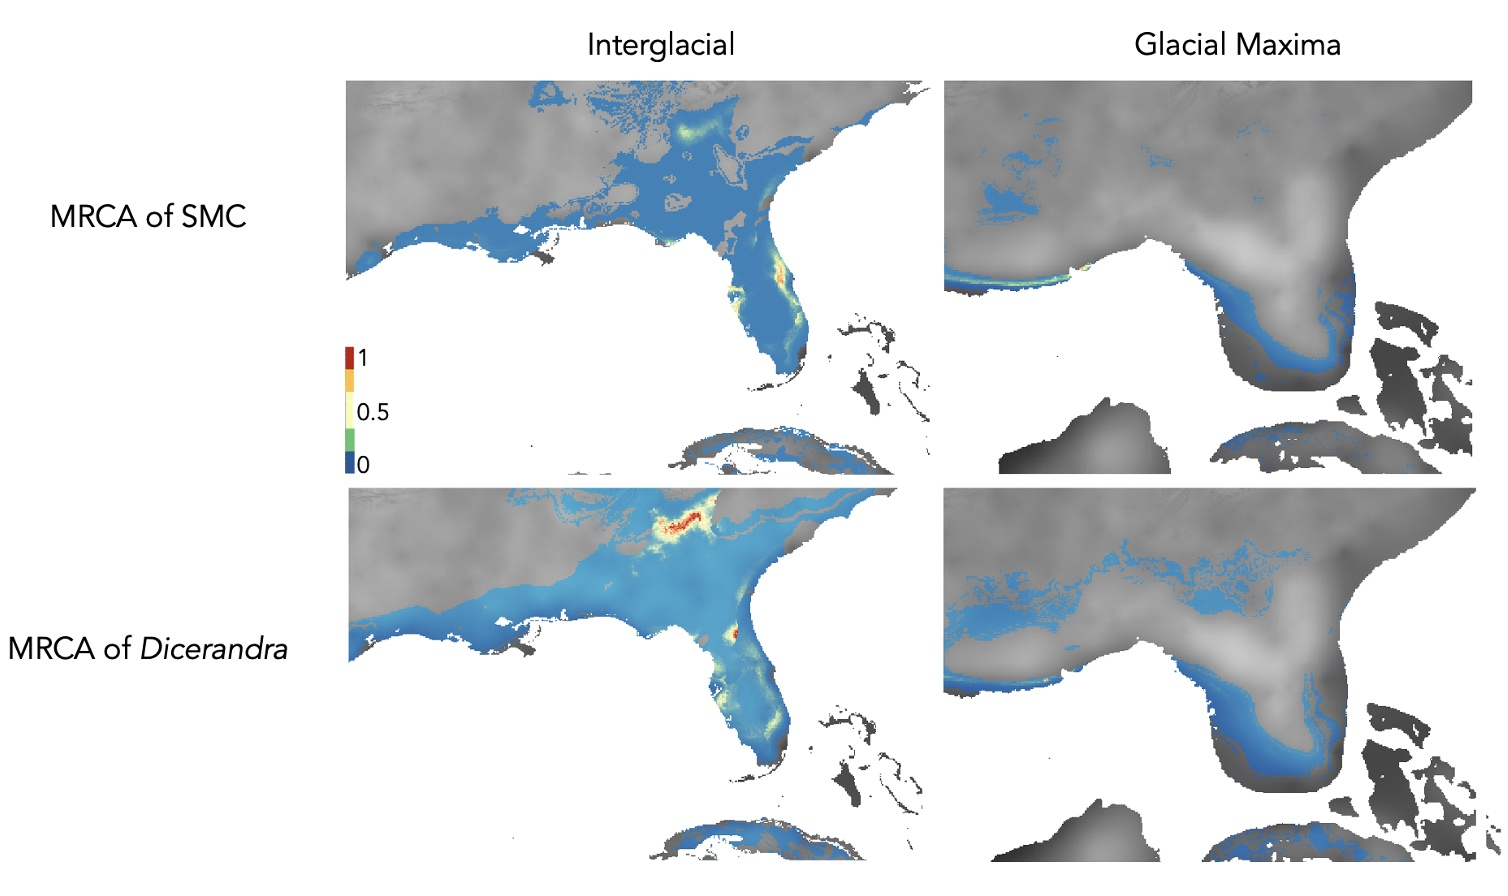 Interglacial
Glacial Maxima
MRCA of SMC
1
0.5
0
MRCA of Dicerandra